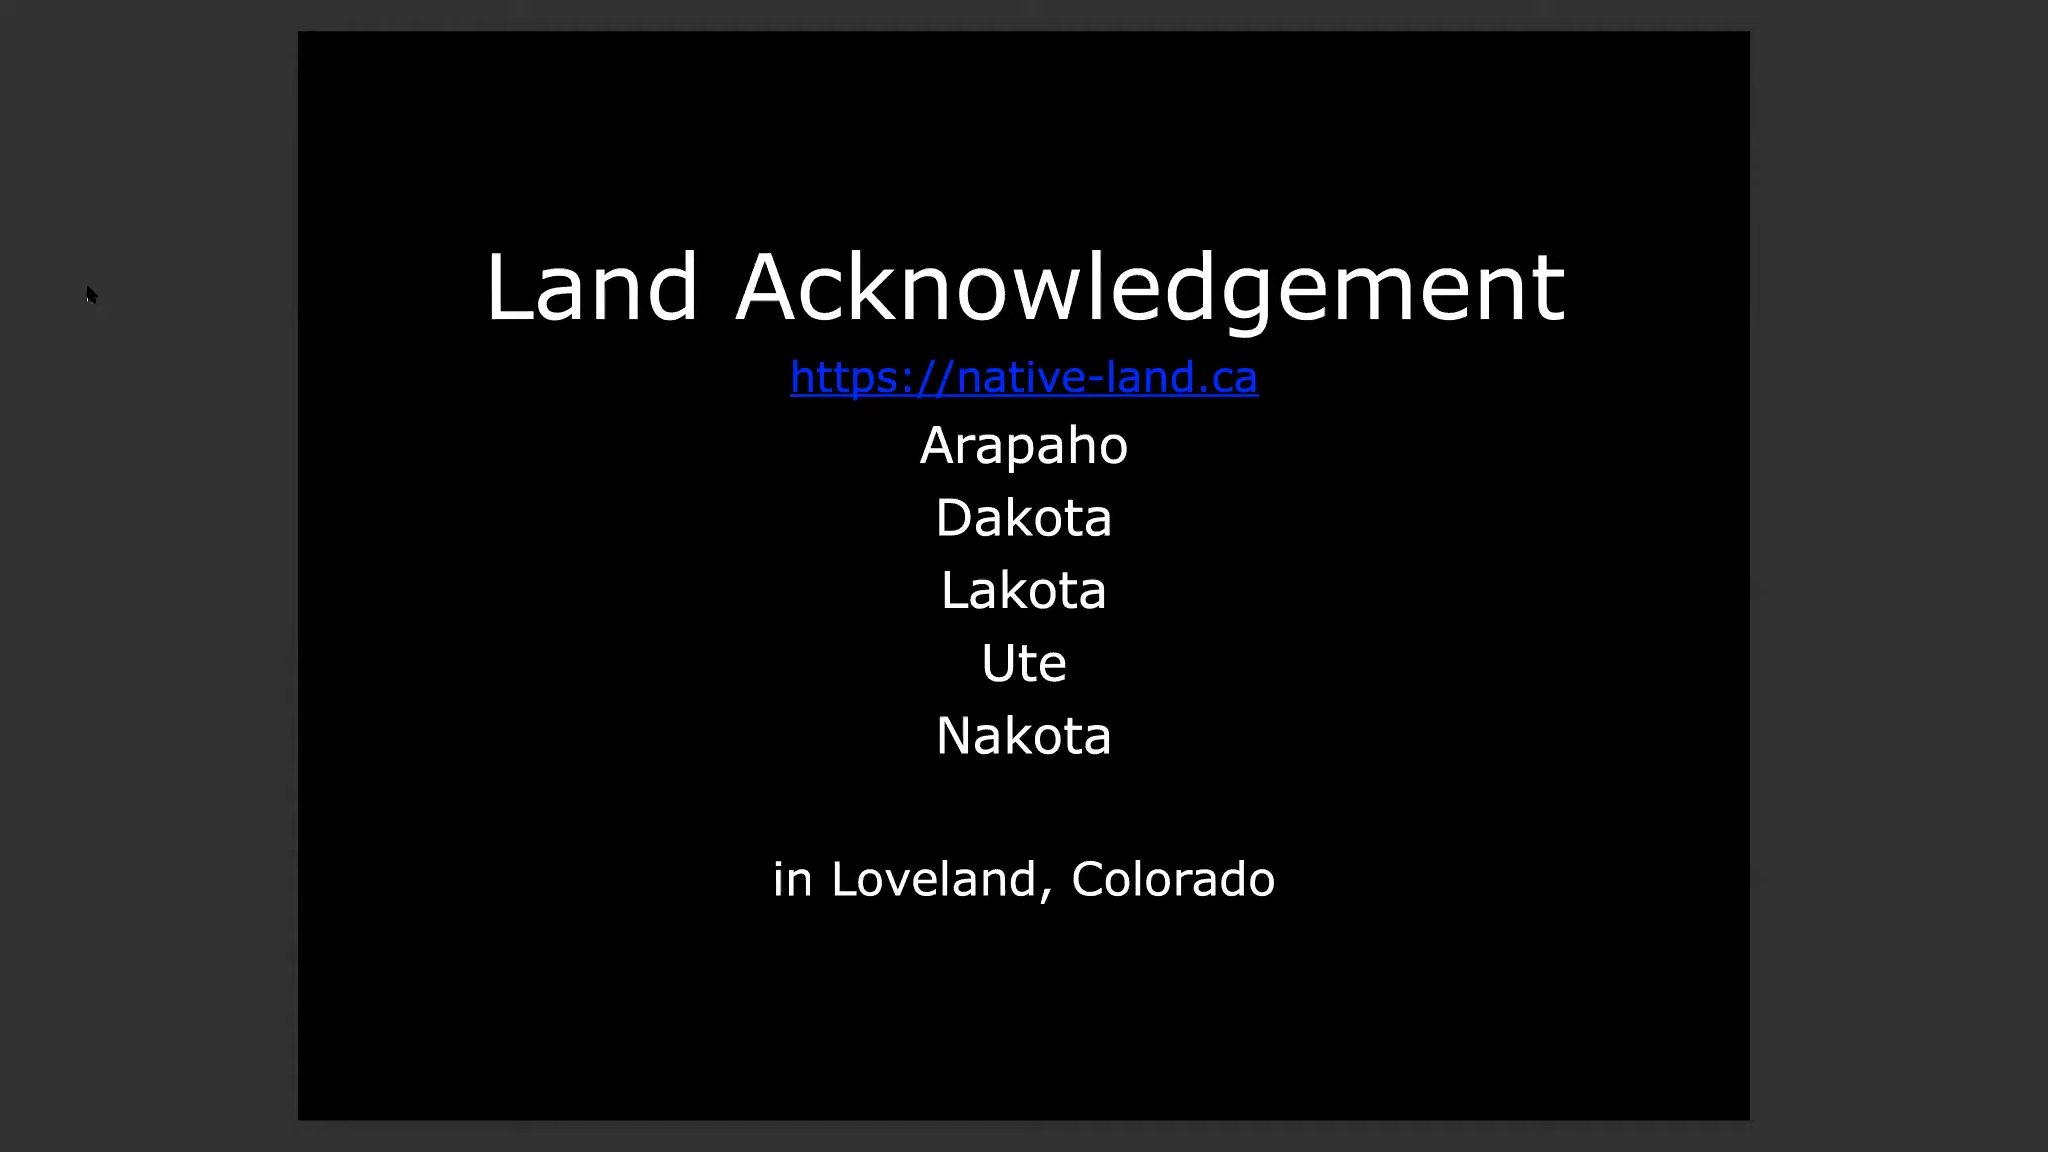 Land Acknowledgement
https://native-land.ca
Arapaho
Dakota
Lakota
Ute
Nakota
in Loveland, Colorado